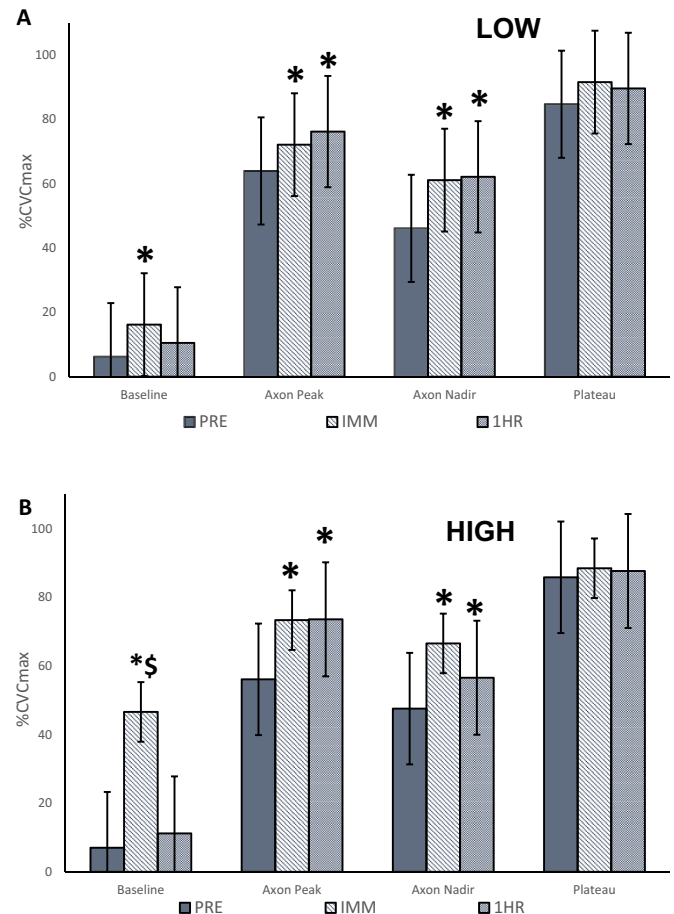 A
LOW
100
80
60
40
20
0
%CVCmax
*
* *
* *
Baseline Axon Peak Axon Nadir Plateau
PRE IMM 1HR
B
HIGH
100
80
60
40
20
0
%CVCmax
*$
* *
* *
Baseline Axon Peak Axon Nadir Plateau
PRE IMM 1HR